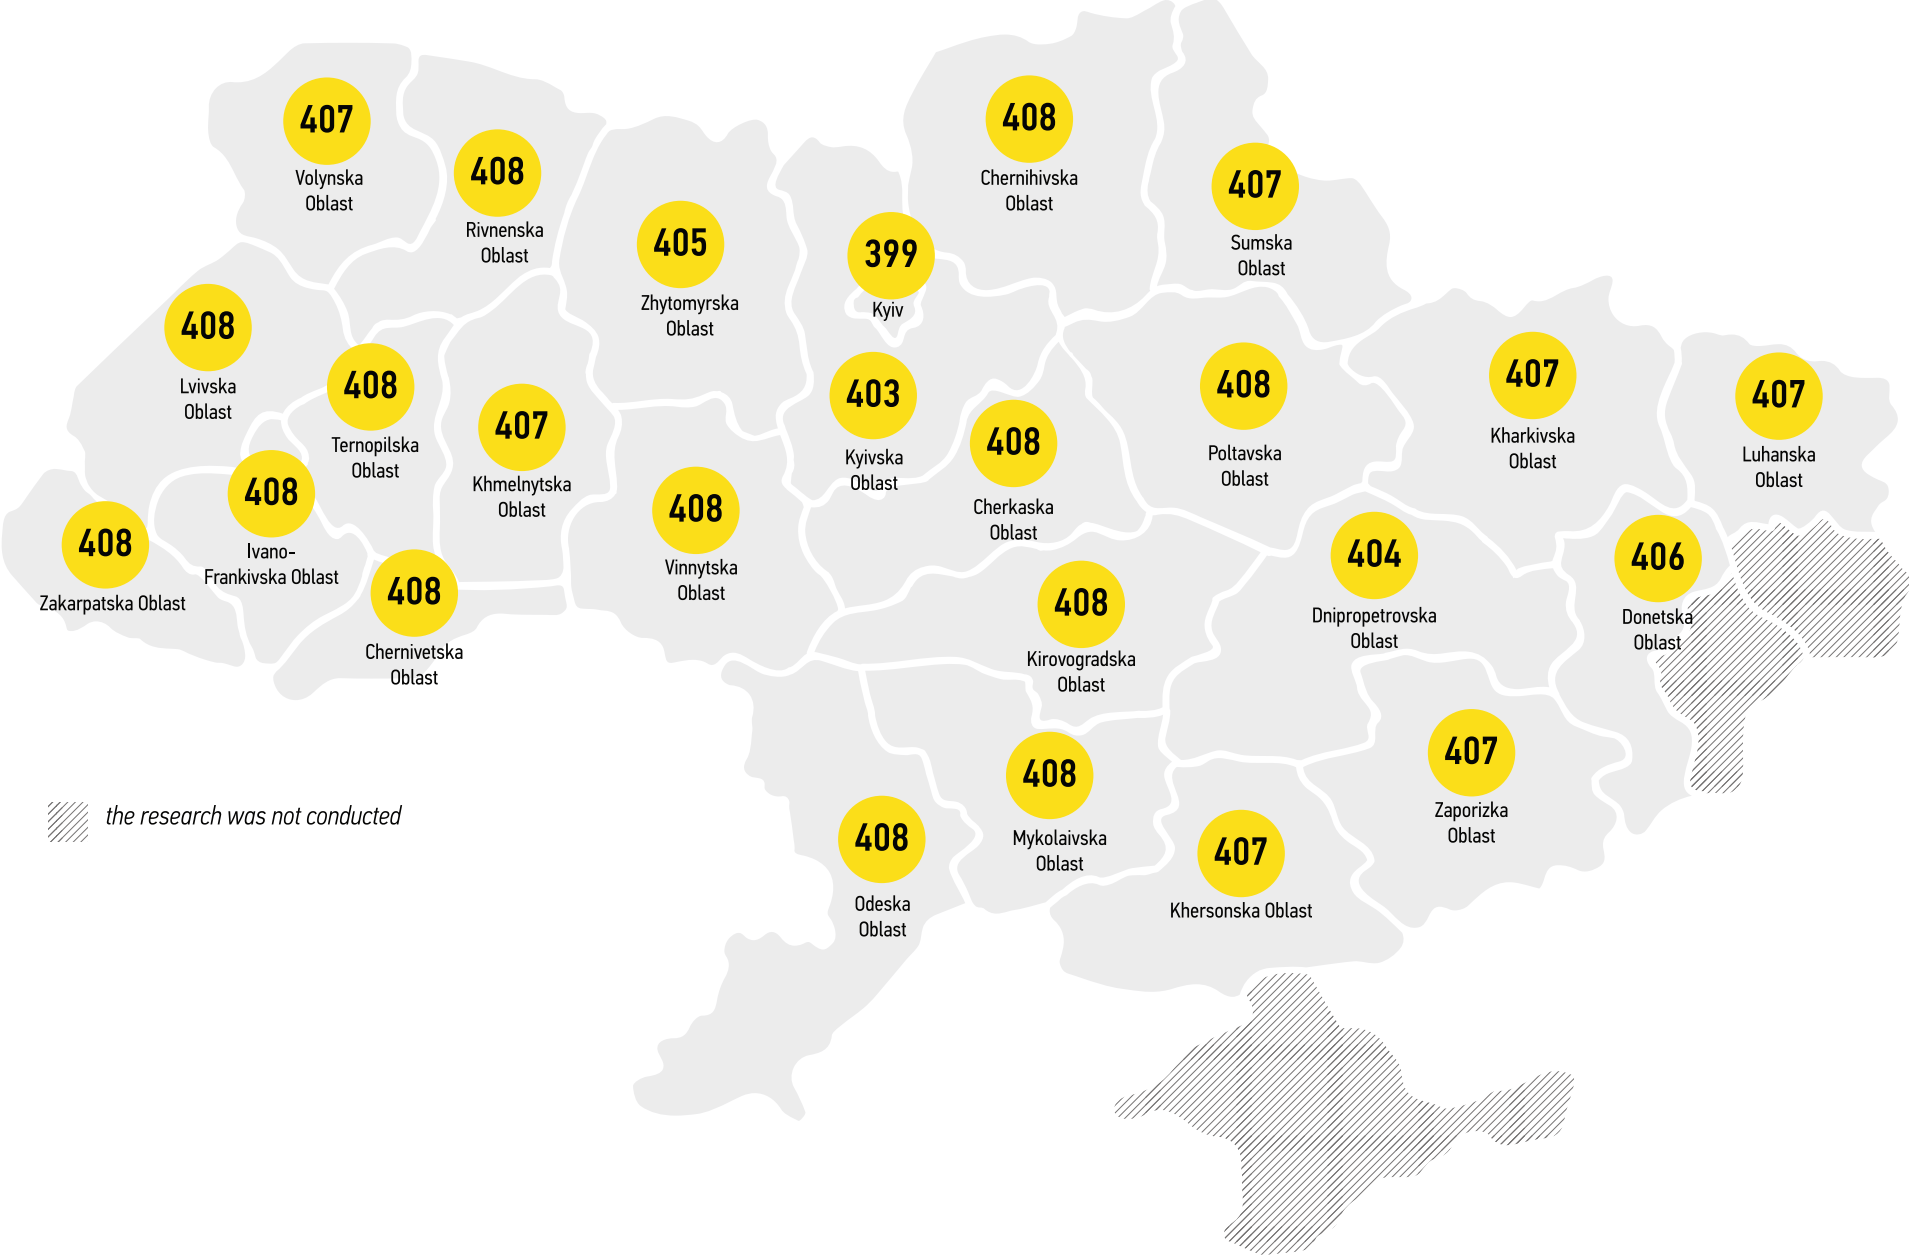 408
Chernihivska
Oblast
407
Volynska
Oblast
408
Rivnenska
Oblast
407
Sumska
Oblast
405
Zhytomyrska
Oblast
399
Kyiv
408
Lvivska
Oblast
408
Ternopilska
Oblast
407
Khmelnytska
Oblast
403
Kyivska
Oblast
408
Cherkaska
Oblast
408
Poltavska
Oblast
407
Kharkivska
Oblast
407
Luhanska
Oblast
408
Zakarpatska Oblast
408
Ivano-
Frankivska Oblast
408
Chernivetska
Oblast
408
Vinnytska
Oblast
408
Kirovogradska
Oblast
404
Dnipropetrovska
Oblast
406
Donetska
Oblast
408
Odeska
Oblast
408
Mykolaivska
Oblast
407
Khersonska Oblast
407
Zaporizka
Oblast
the research was not conducted